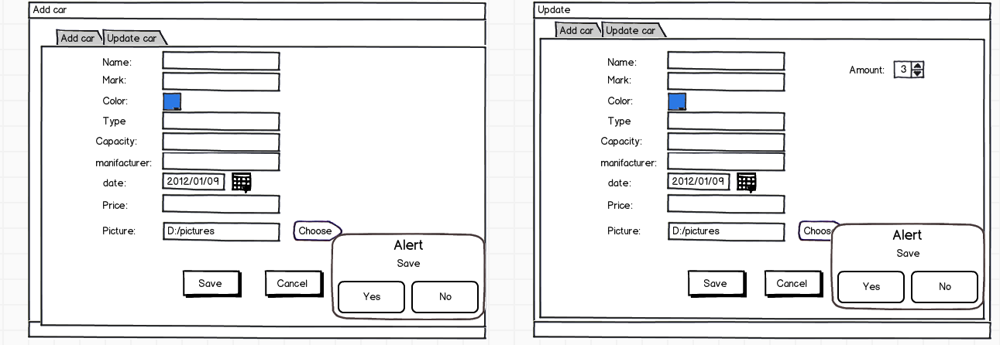 Add car
Add car Update car
Name:
Mark:
Color:
Type
Capacity:
manifacturer:
date: 2012/01/09
Price:
Picture: D:/pictures Choose
Alert
Save
Save Cancel
Yes No
Update
Add car Update car
Name:
Amount: 3
Mark:
Color:
Type
Capacity:
manifacturer:
date: 2012/01/09
Price:
Picture: D:/pictures Choos
Alert
Save
Save Cancel
Yes No